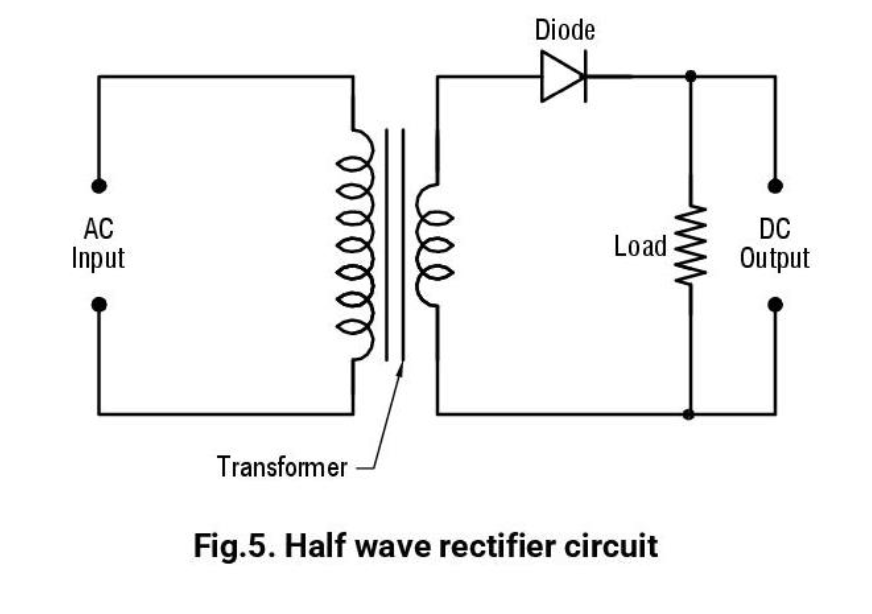 Diode
AC
Input
Load
DC
Output
Transformer
Fig.5. Half wave rectifier circuit